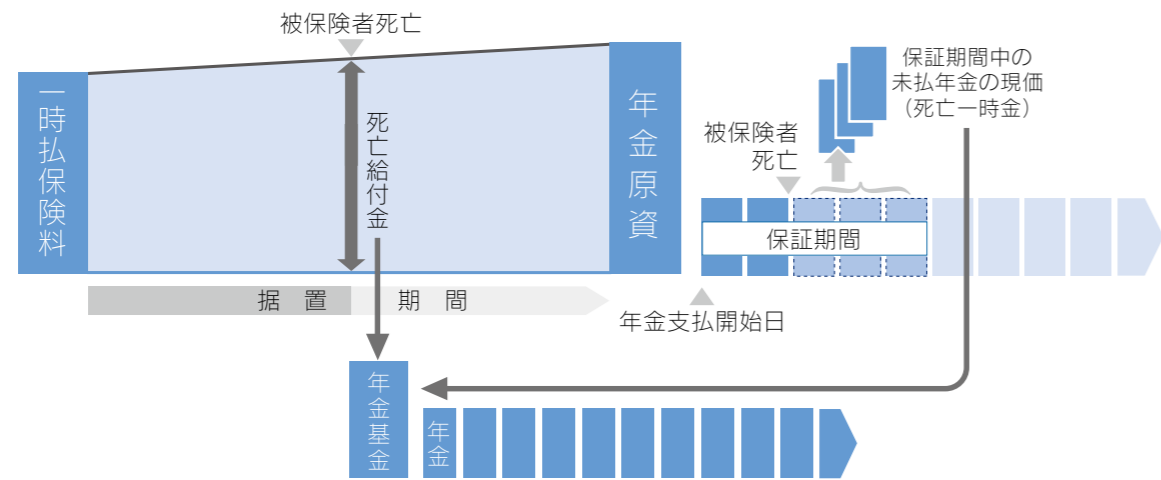 被保険者死亡
一時払保険料
死亡給付金
年金原資
保証期間中の
未払年金の現価
（死亡一時金）
被保険者
死亡
保証期間
据置期間
年金支払開始日
年金基金
年金